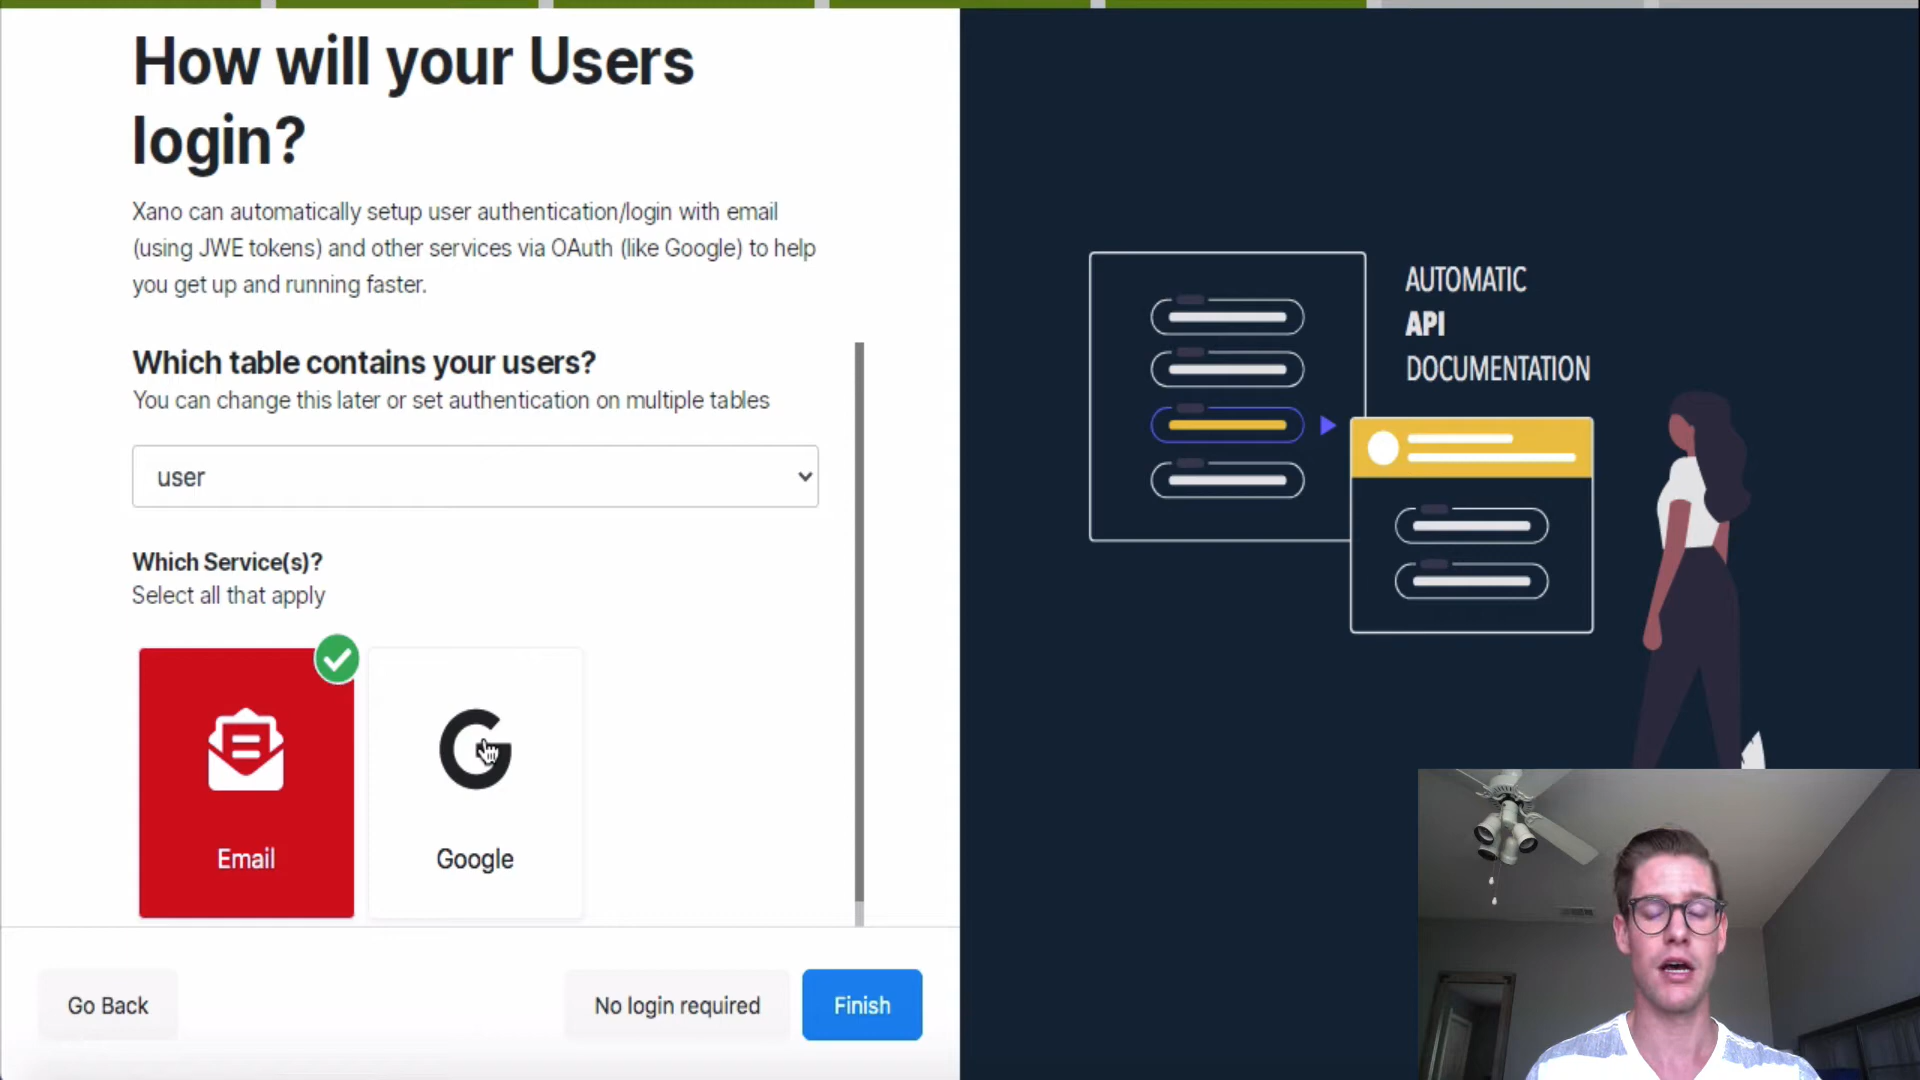 How will your Users
login?
Xano can automatically setup user authentication/login with email
(using JWE tokens) and other services via OAuth (like Google) to help
you get up and running faster.
Which table contains your users?
You can change this later or set authentication on multiple tables
user
Which Service(s)?
Select all that apply
Email
Google
Go Back
No login required
Finish
AUTOMATIC
API
DOCUMENTATION